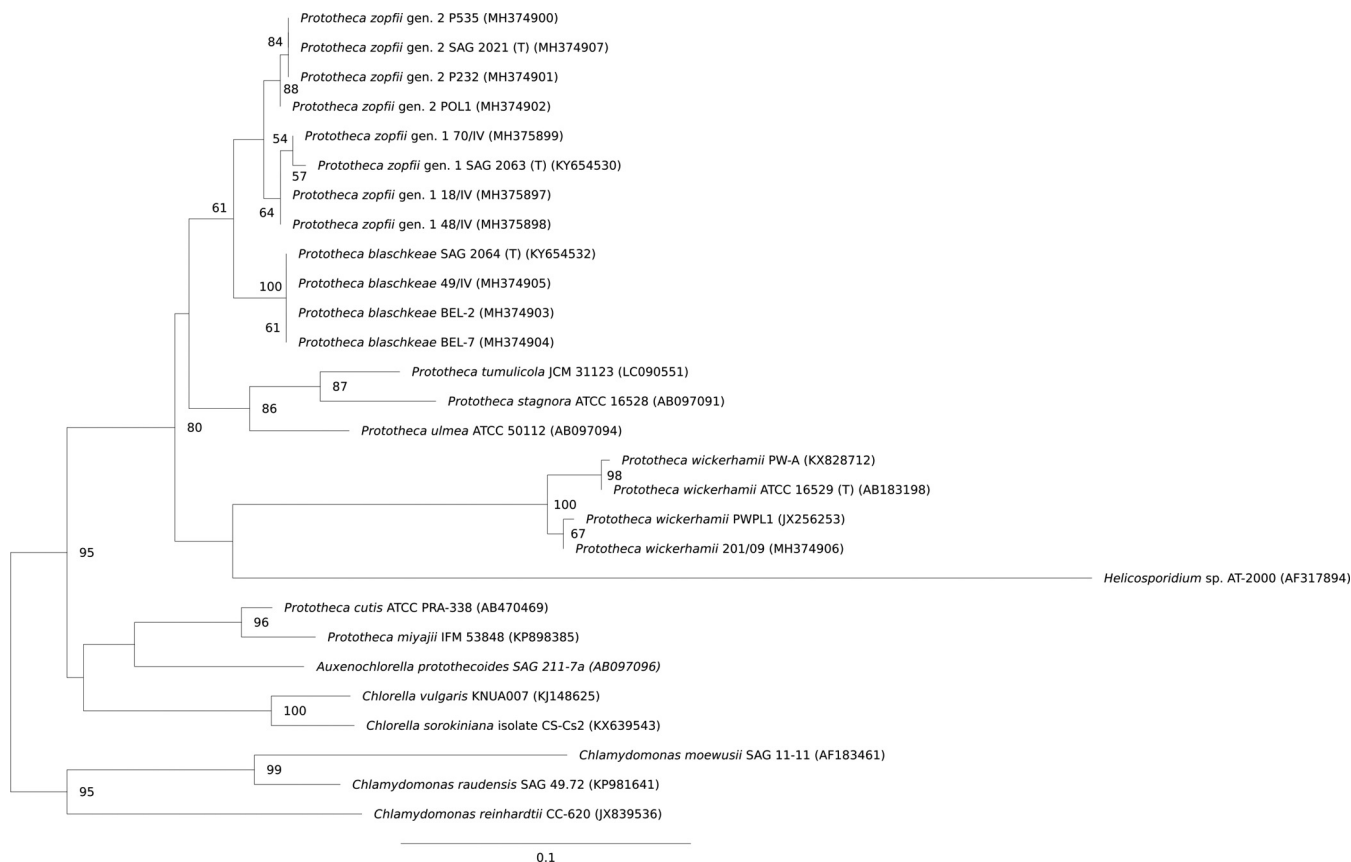 Prototheca zopfii gen. 2 P535 (MH374900)
84
Prototheca zopfii gen. 2 SAG 2021 (T) (MH374907)
Prototheca zopfii gen. 2 P232 (MH374901)
88
Prototheca zopfii gen. 2 POL1 (MH374902)
54
Prototheca zopfii gen. 1 70/IV (MH375899)
Prototheca zopfii gen. 1 SAG 2063 (T) (KY654530)
57
Prototheca zopfii gen. 1 18/IV (MH375897)
61
64
Prototheca zopfii gen. 1 48/IV (MH375898)
Prototheca blaschkeae SAG 2064 (T) (KY654532)
100
Prototheca blaschkeae 49/IV (MH374905)
Prototheca blaschkeae BEL-2 (MH374903)
61
Prototheca blaschkeae BEL-7 (MH374904)
Prototheca tumulicola JCM 31123 (LC090551)
87
Prototheca stagnora ATCC 16528 (AB097091)
86
80
Prototheca ulmea ATCC 50112 (AB097094)
Prototheca wickerhamii PW-A (KX828712)
98
Prototheca wickerhamii ATCC 16529 (T) (AB183198)
100
Prototheca wickerhamii PWPL1 (JX256253)
67
Prototheca wickerhamii 201/09 (MH374906)
95
Helicosporidium sp. AT-2000 (AF317894)
Prototheca cutis ATCC PRA-338 (AB470469)
96
Prototheca miyajii IFM 53848 (KP898385)
Auxenochlorella protothecoides SAG 211-7a (AB097096)
Chlorella vulgaris KNUA007 (KJ148625)
100
Chlorella sorokiniana isolate CS-Cs2 (KX639543)
Chlamydomonas moewusii SAG 11-11 (AF183461)
99
Chlamydomonas raudensis SAG 49.72 (KP981641)
95
Chlamydomonas reinhardtii CC-620 (JX839536)
0.1